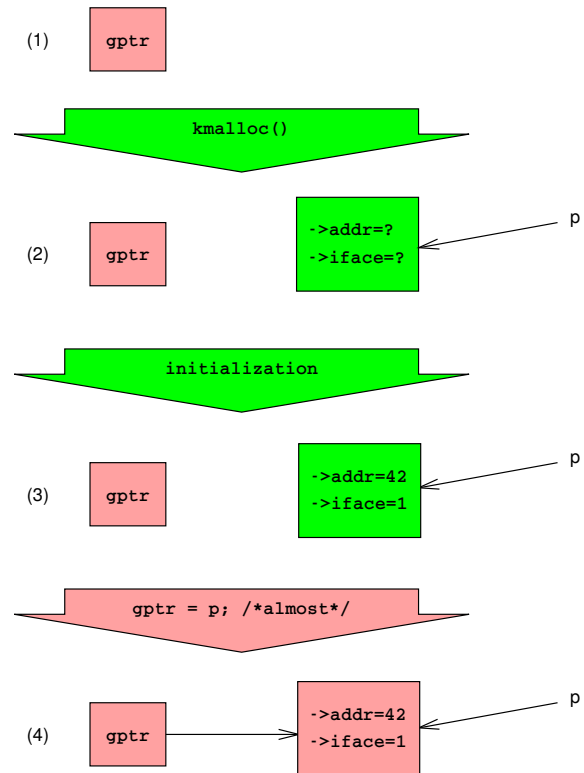 (1) gptr
kmalloc()
->addr=? p
(2) gptr ->iface=?
initialization
->addr=42 p
(3) gptr ->iface=1
gptr = p; /*almost*/
->addr=42 p
(4) gptr ->iface=1